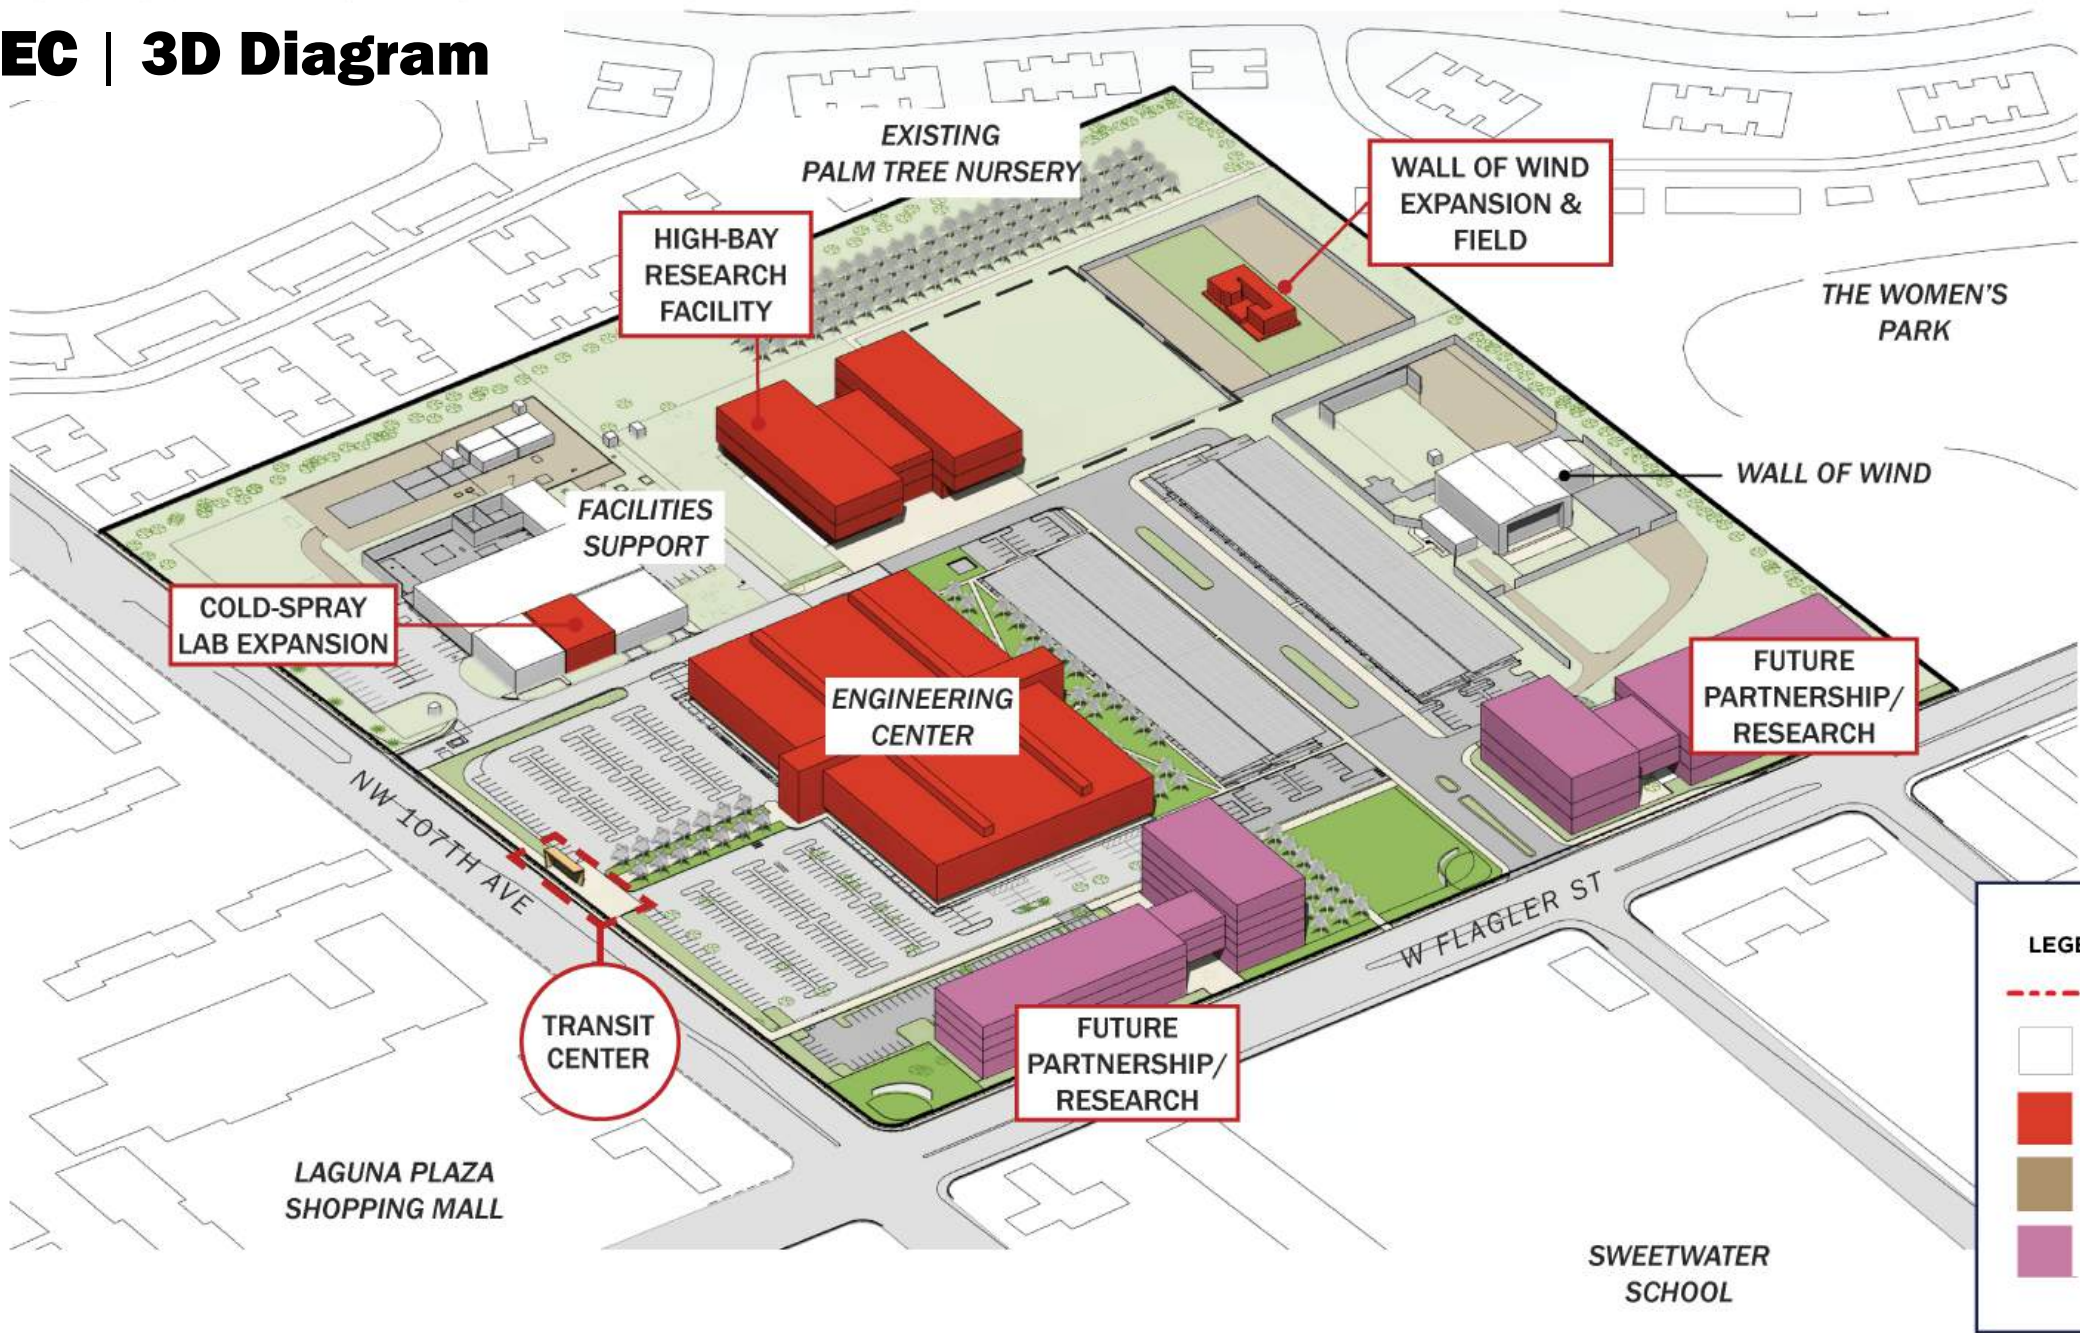 EC | 3D Diagram
EXISTING
PALM TREE NURSERY
WALL OF WIND
EXPANSION &
FIELD
HIGH-BAY
RESEARCH
FACILITY
THE WOMEN'S
PARK
WALL OF WIND
FACILITIES
SUPPORT
COLD-SPRAY
LAB EXPANSION
ENGINEERING
CENTER
FUTURE
PARTNERSHIP/
RESEARCH
NW 107TH AVE
W FLAGLER ST
LEGE
TRANSIT
CENTER
FUTURE
PARTNERSHIP/
RESEARCH
LAGUNA PLAZA
SHOPPING MALL
SWEETWATER
SCHOOL